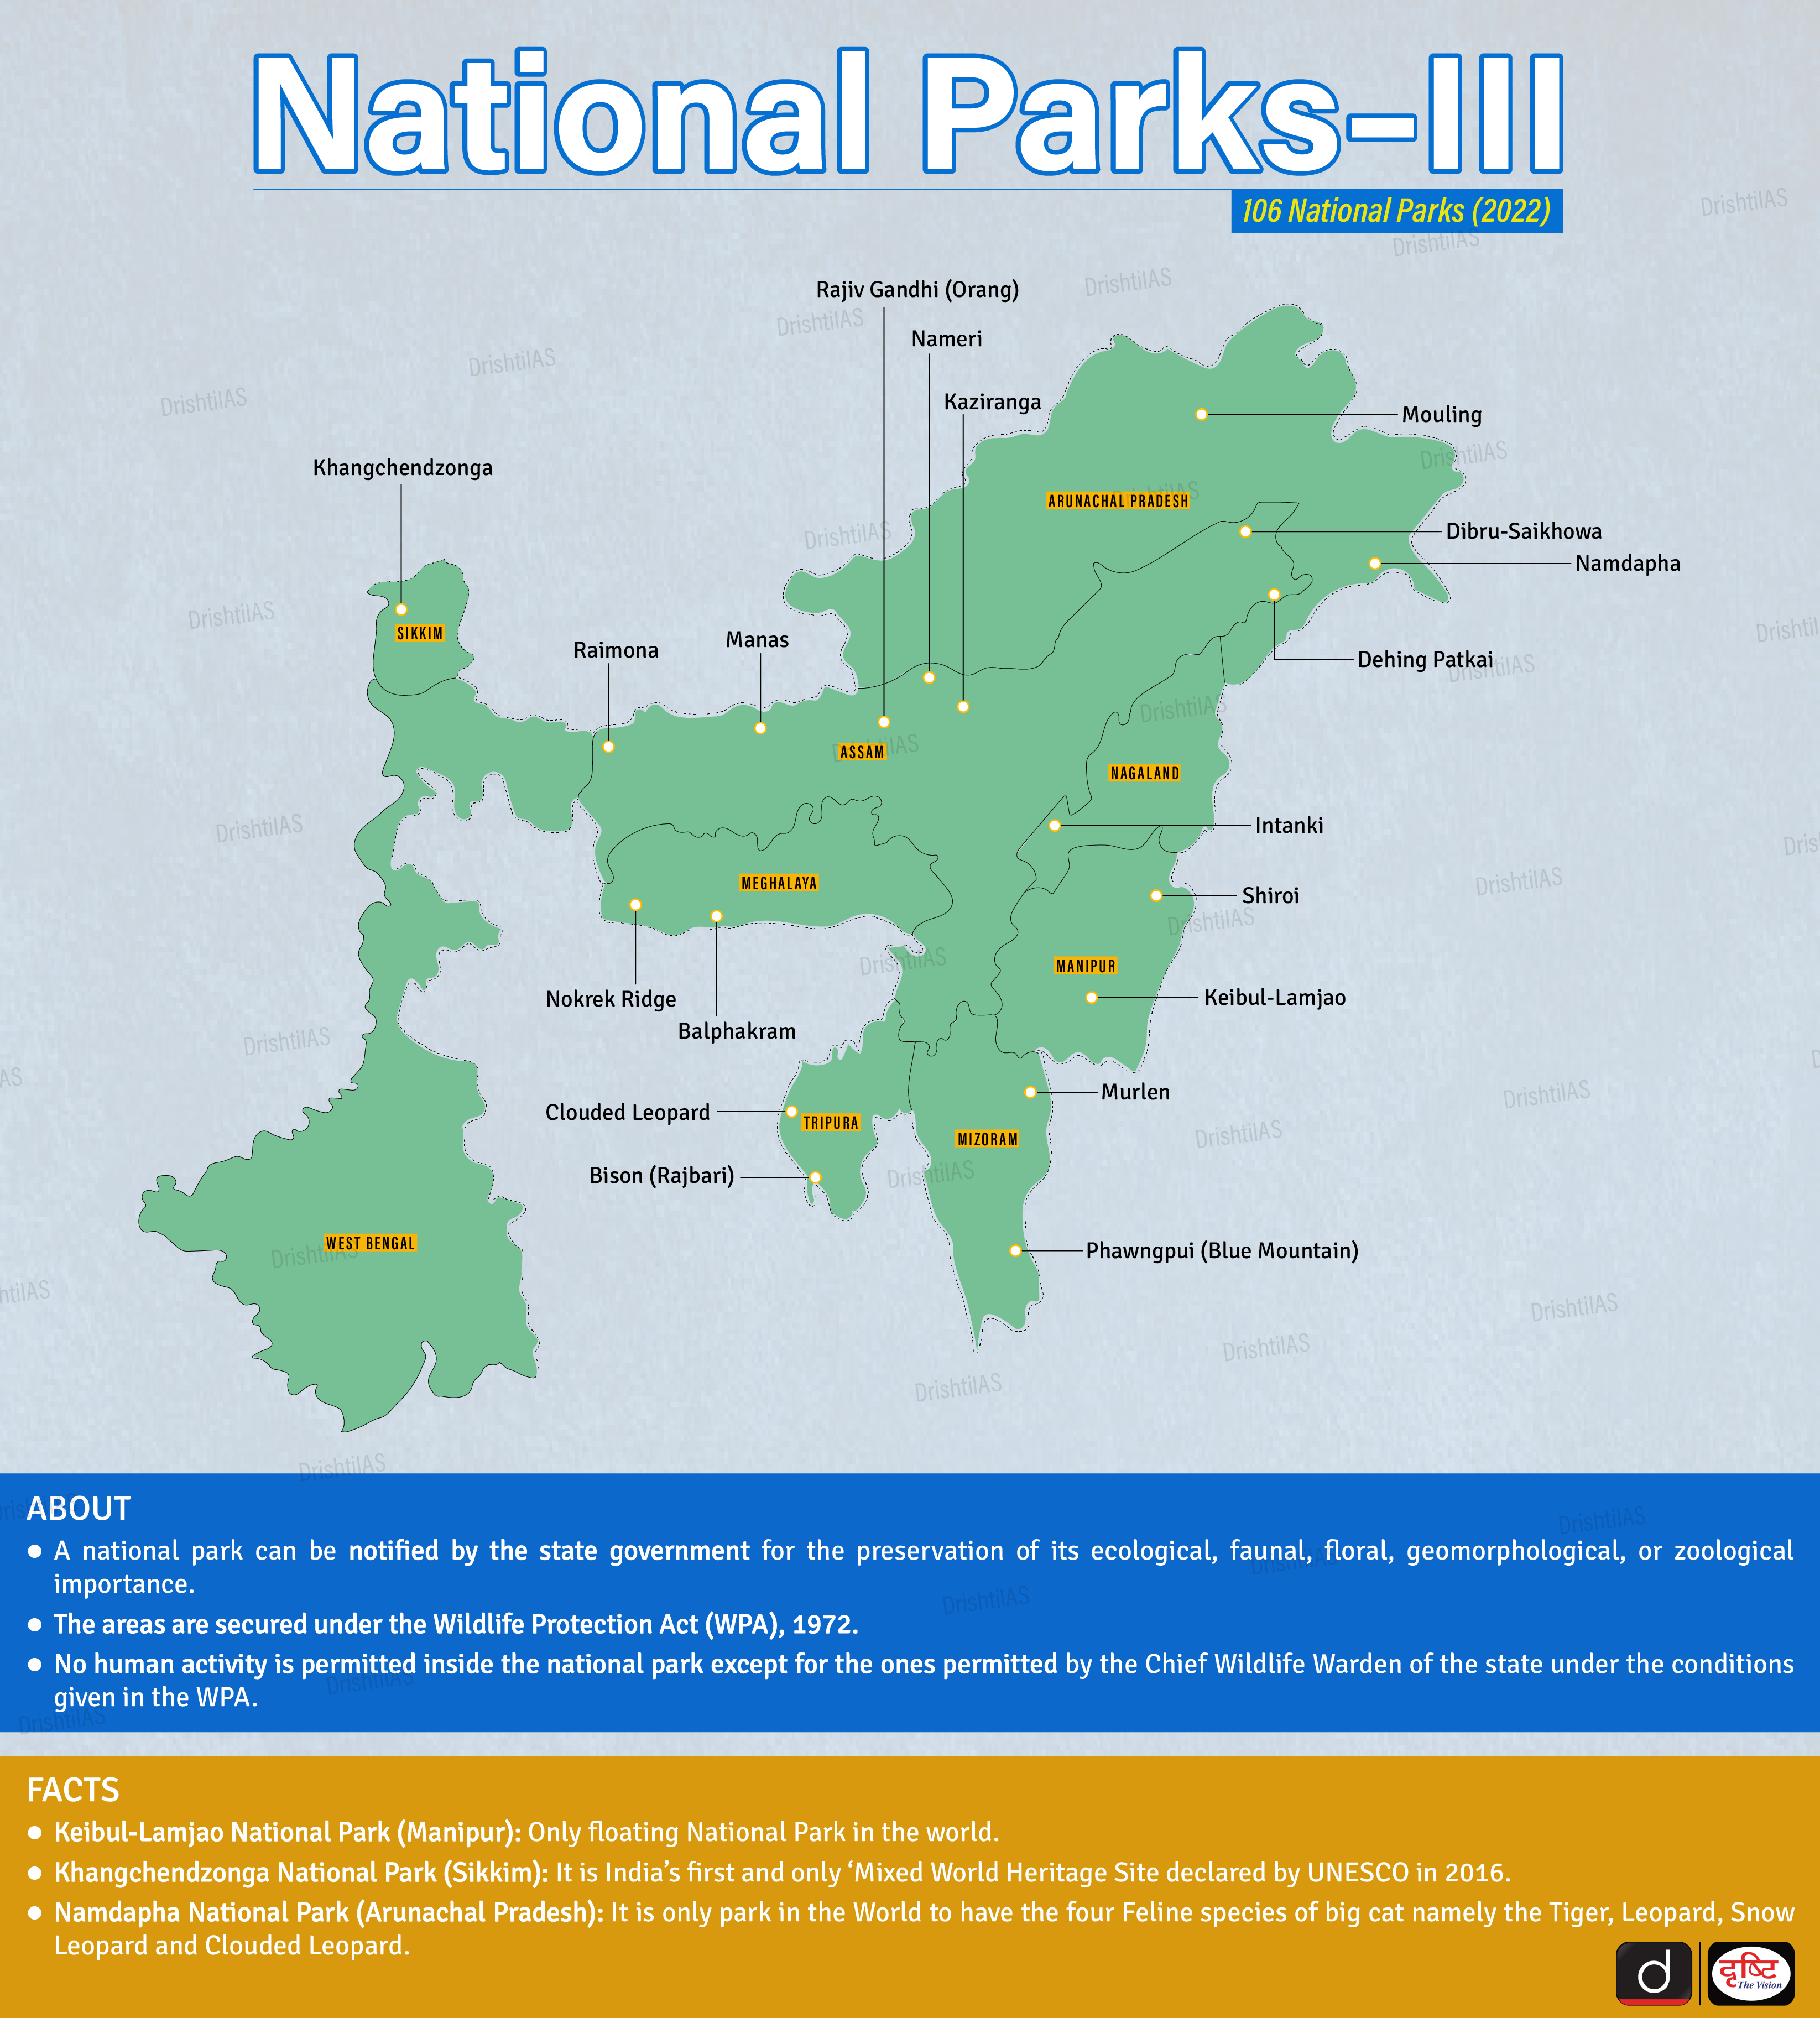 National Parks–III
106 National Parks (2022)
Rajiv Gandhi (Orang)
Nameri
Kaziranga
Mouling
Khangchendzonga
ARUNACHAL PRADESH
Dibru-Saikhowa
Namdapha
SIKKIM
Raimona
Manas
Dehing Patkai
ASSAM
NAGALAND
Intanki
MEGHALAYA
Shiroi
MANIPUR
Nokrek Ridge
Keibul-Lamjao
Balphakram
Murlen
Clouded Leopard
TRIPURA
MIZORAM
Bison (Rajbari)
WEST BENGAL
Phawngpui (Blue Mountain)
ABOUT
● A national park can be notified by the state government for the preservation of its ecological, faunal, floral, geomorphological, or zoological
importance.
● The areas are secured under the Wildlife Protection Act (WPA), 1972.
● No human activity is permitted inside the national park except for the ones permitted by the Chief Wildlife Warden of the state under the conditions
given in the WPA.
FACTS
● Keibul-Lamjao National Park (Manipur): Only floating National Park in the world.
● Khangchendzonga National Park (Sikkim): It is India’s first and only ‘Mixed World Heritage Site declared by UNESCO in 2016.
● Namdapha National Park (Arunachal Pradesh): It is only park in the World to have the four Feline species of big cat namely the Tiger, Leopard, Snow
Leopard and Clouded Leopard.
d
दृष्टि
The Vision
DrishtiIAS